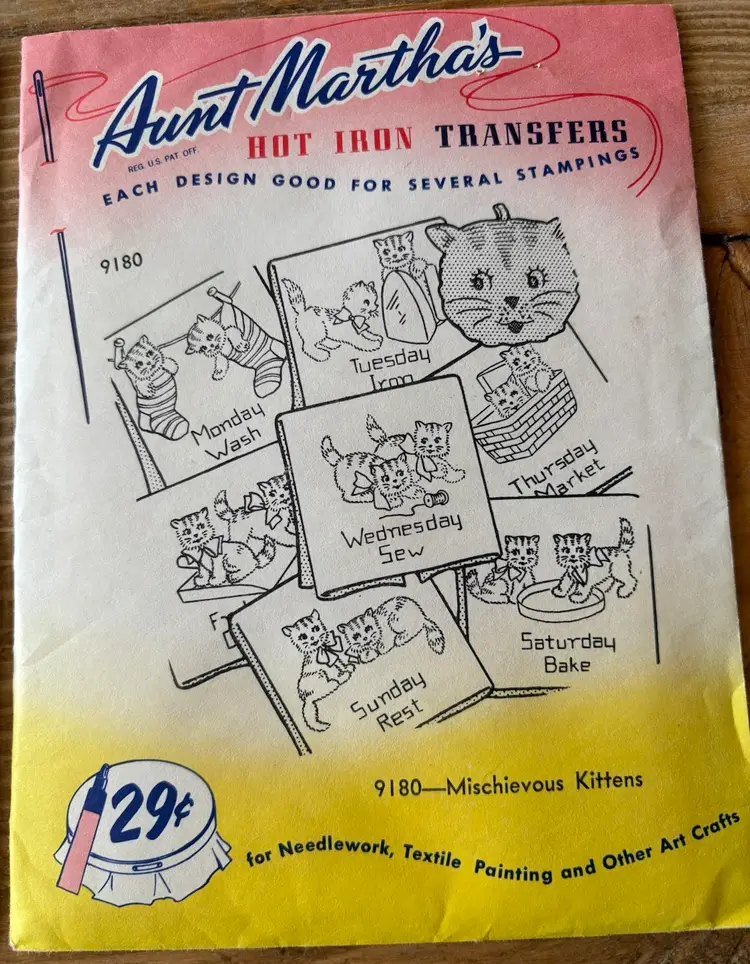 Aunt Martha's
REG. U.S. PAT. OFF.
HOT IRON TRANSFERS
EACH DESIGN GOOD FOR SEVERAL STAMPINGS
9180
Monday
Wash
Tuesday
Iron
Wednesday
Sew
Thursday
Market
Saturday
Bake
Sunday
Rest
9180—Mischievous Kittens
29¢
for Needlework, Textile Painting and Other Art Crafts